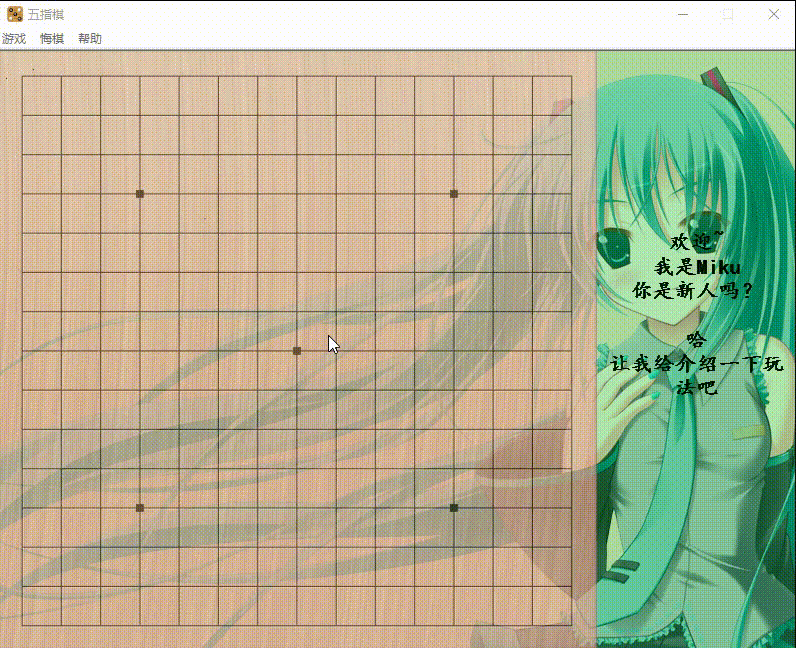 五指棋
游戏 悔棋 帮助
欢迎~
我是Miku
你是新人吗？
哈
让我给介绍一下玩
法吧